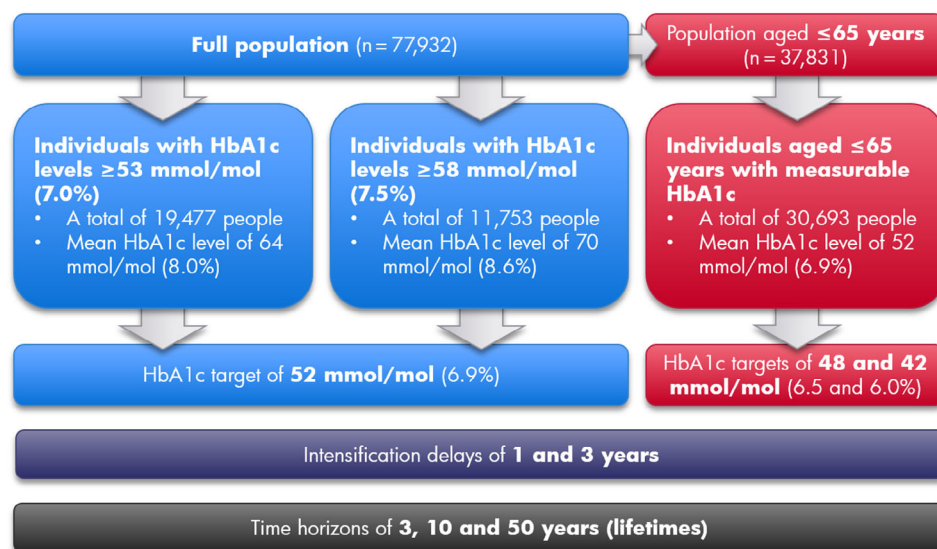 Full population (n = 77,932)
Population aged ≤65 years
(n = 37,831)
Individuals with HbA1c
levels ≥53 mmol/mol
(7.0%)
• A total of 19,477 people
• Mean HbA1c level of 64
mmol/mol (8.0%)
Individuals with HbA1c
levels ≥58 mmol/mol
(7.5%)
• A total of 11,753 people
• Mean HbA1c level of 70
mmol/mol (8.6%)
Individuals aged ≤65
years with measurable
HbA1c
• A total of 30,693 people
• Mean HbA1c level of 52
mmol/mol (6.9%)
HbA1c target of 52 mmol/mol (6.9%)
HbA1c targets of 48 and 42
mmol/mol (6.5 and 6.0%)
Intensification delays of 1 and 3 years
Time horizons of 3, 10 and 50 years (lifetimes)